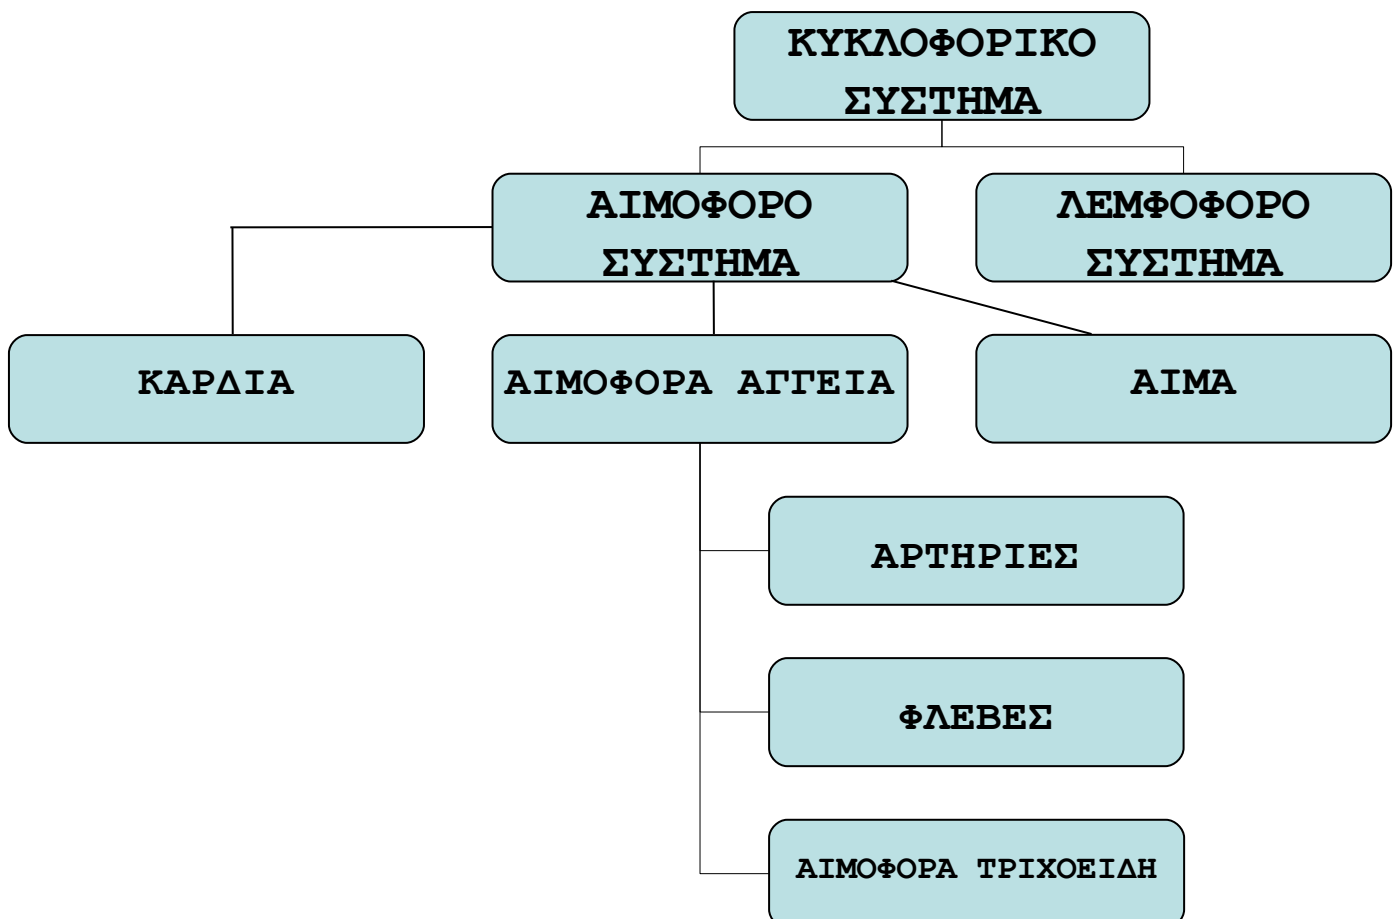 ΚΥΚΛΟΦΟΡΙΚΟ
ΣΥΣΤΗΜΑ
ΑΙΜΟΦΟΡΟ
ΣΥΣΤΗΜΑ
ΛΕΜΦΟΦΟΡΟ
ΣΥΣΤΗΜΑ
ΚΑΡΔΙΑ
ΑΙΜΟΦΟΡΑ ΑΓΓΕΙΑ
ΑΙΜΑ
ΑΡΤΗΡΙΕΣ
ΦΛΕΒΕΣ
ΑΙΜΟΦΟΡΑ ΤΡΙΧΟΕΙΔΗ